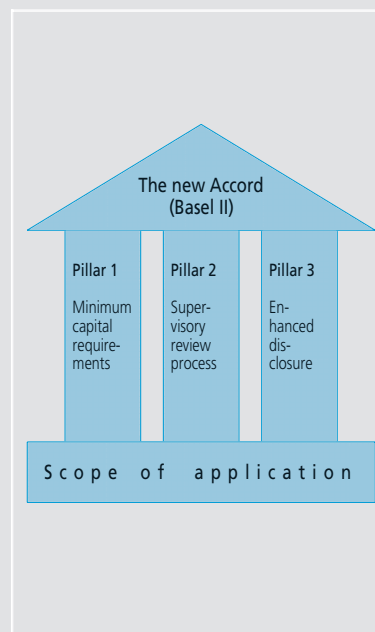 The new Accord
(Basel II)
Pillar 1
Minimum
capital
require-
ments
Pillar 2
Super-
visory
review
process
Pillar 3
En-
hanced
dis-
closure
Scope of application